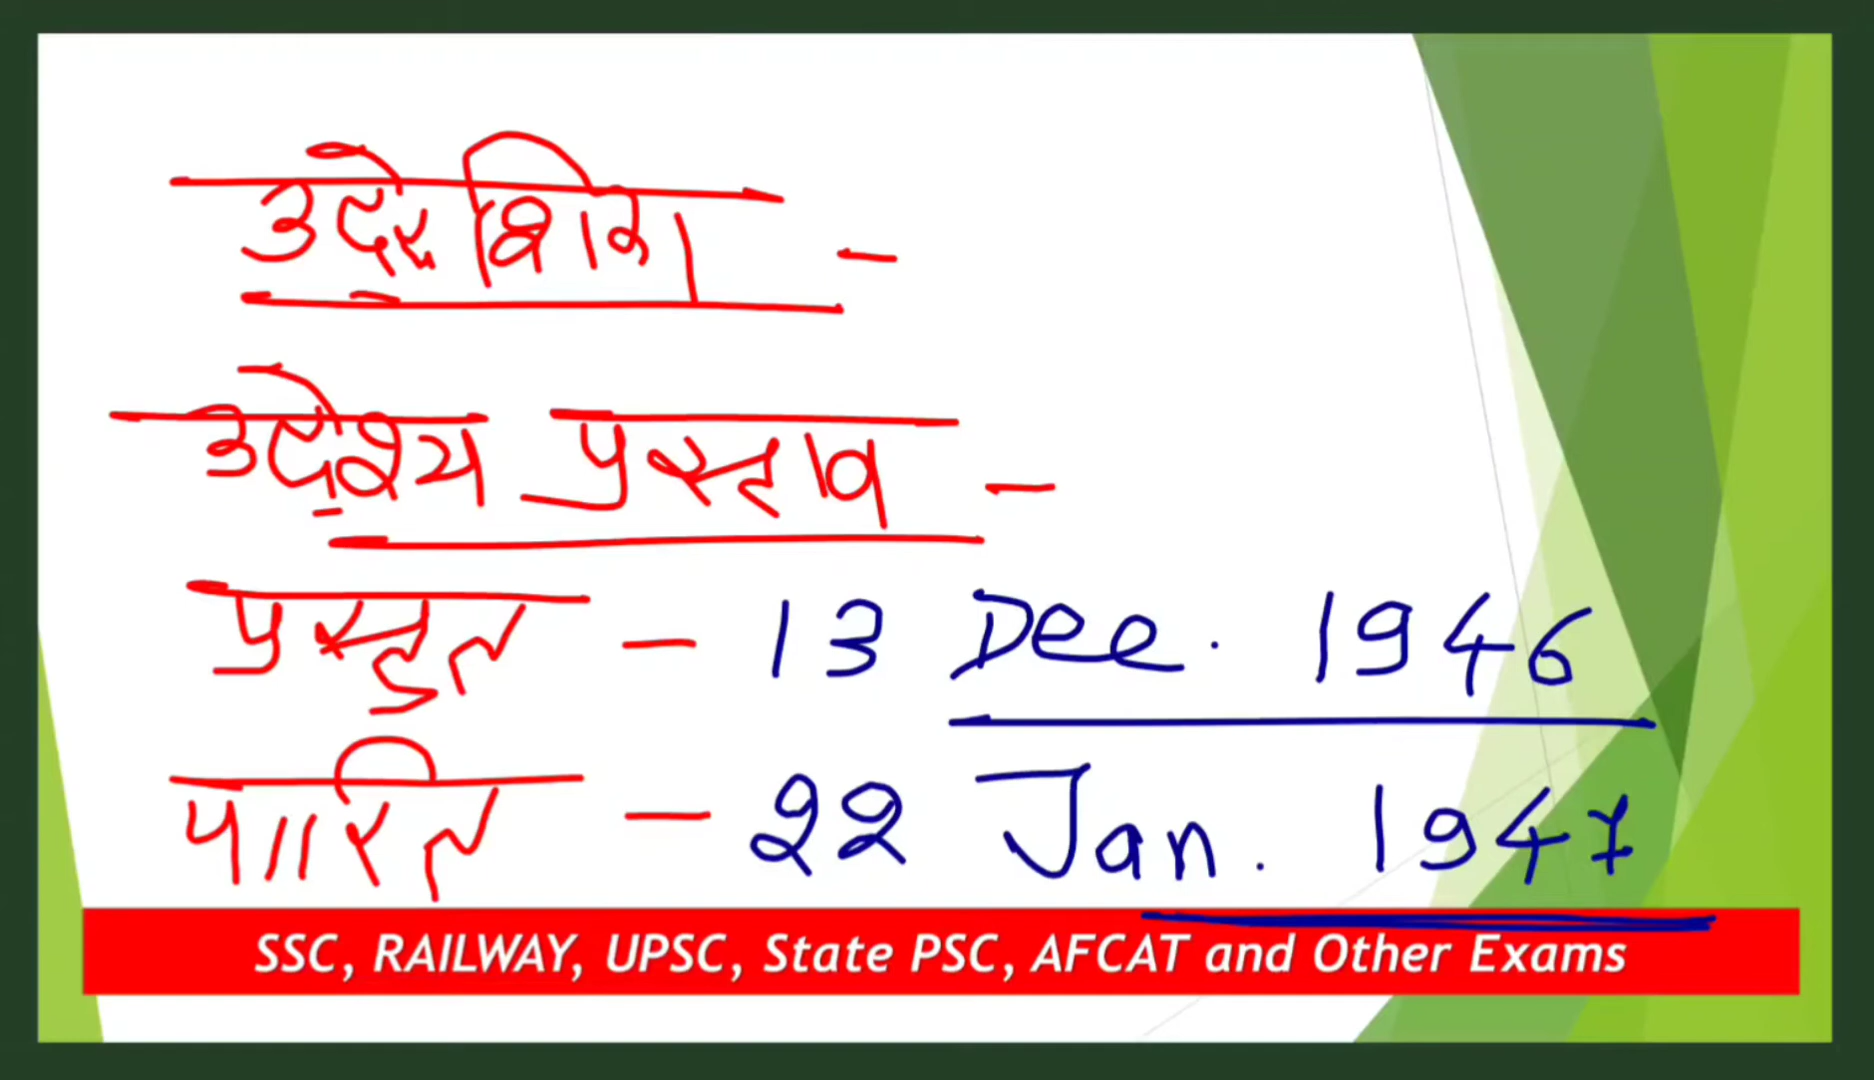 उदेशिका -
उदेश्य प्रस्ताव -
प्रस्तुत - 13 Dec. 1946
पारित - 22 Jan. 1947
SSC, RAILWAY, UPSC, State PSC, AFCAT and Other Exams